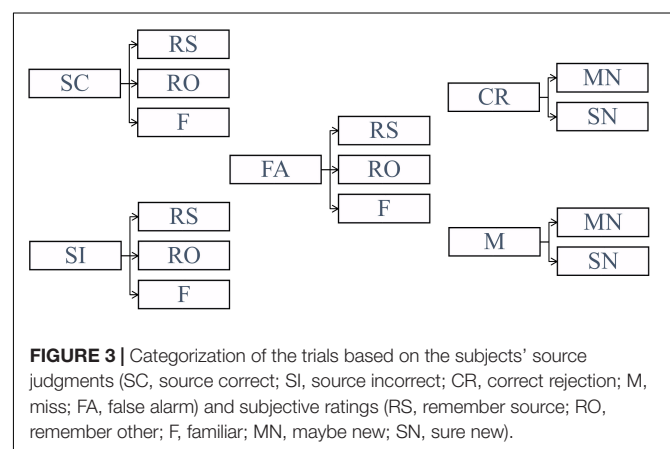 SC
RS
RO
F
SI
RS
RO
F
FA
RS
RO
F
CR
MN
SN
M
MN
SN
FIGURE 3 | Categorization of the trials based on the subjects' source
judgments (SC, source correct; SI, source incorrect; CR, correct rejection; M,
miss; FA, false alarm) and subjective ratings (RS, remember source; RO,
remember other; F, familiar; MN, maybe new; SN, sure new).